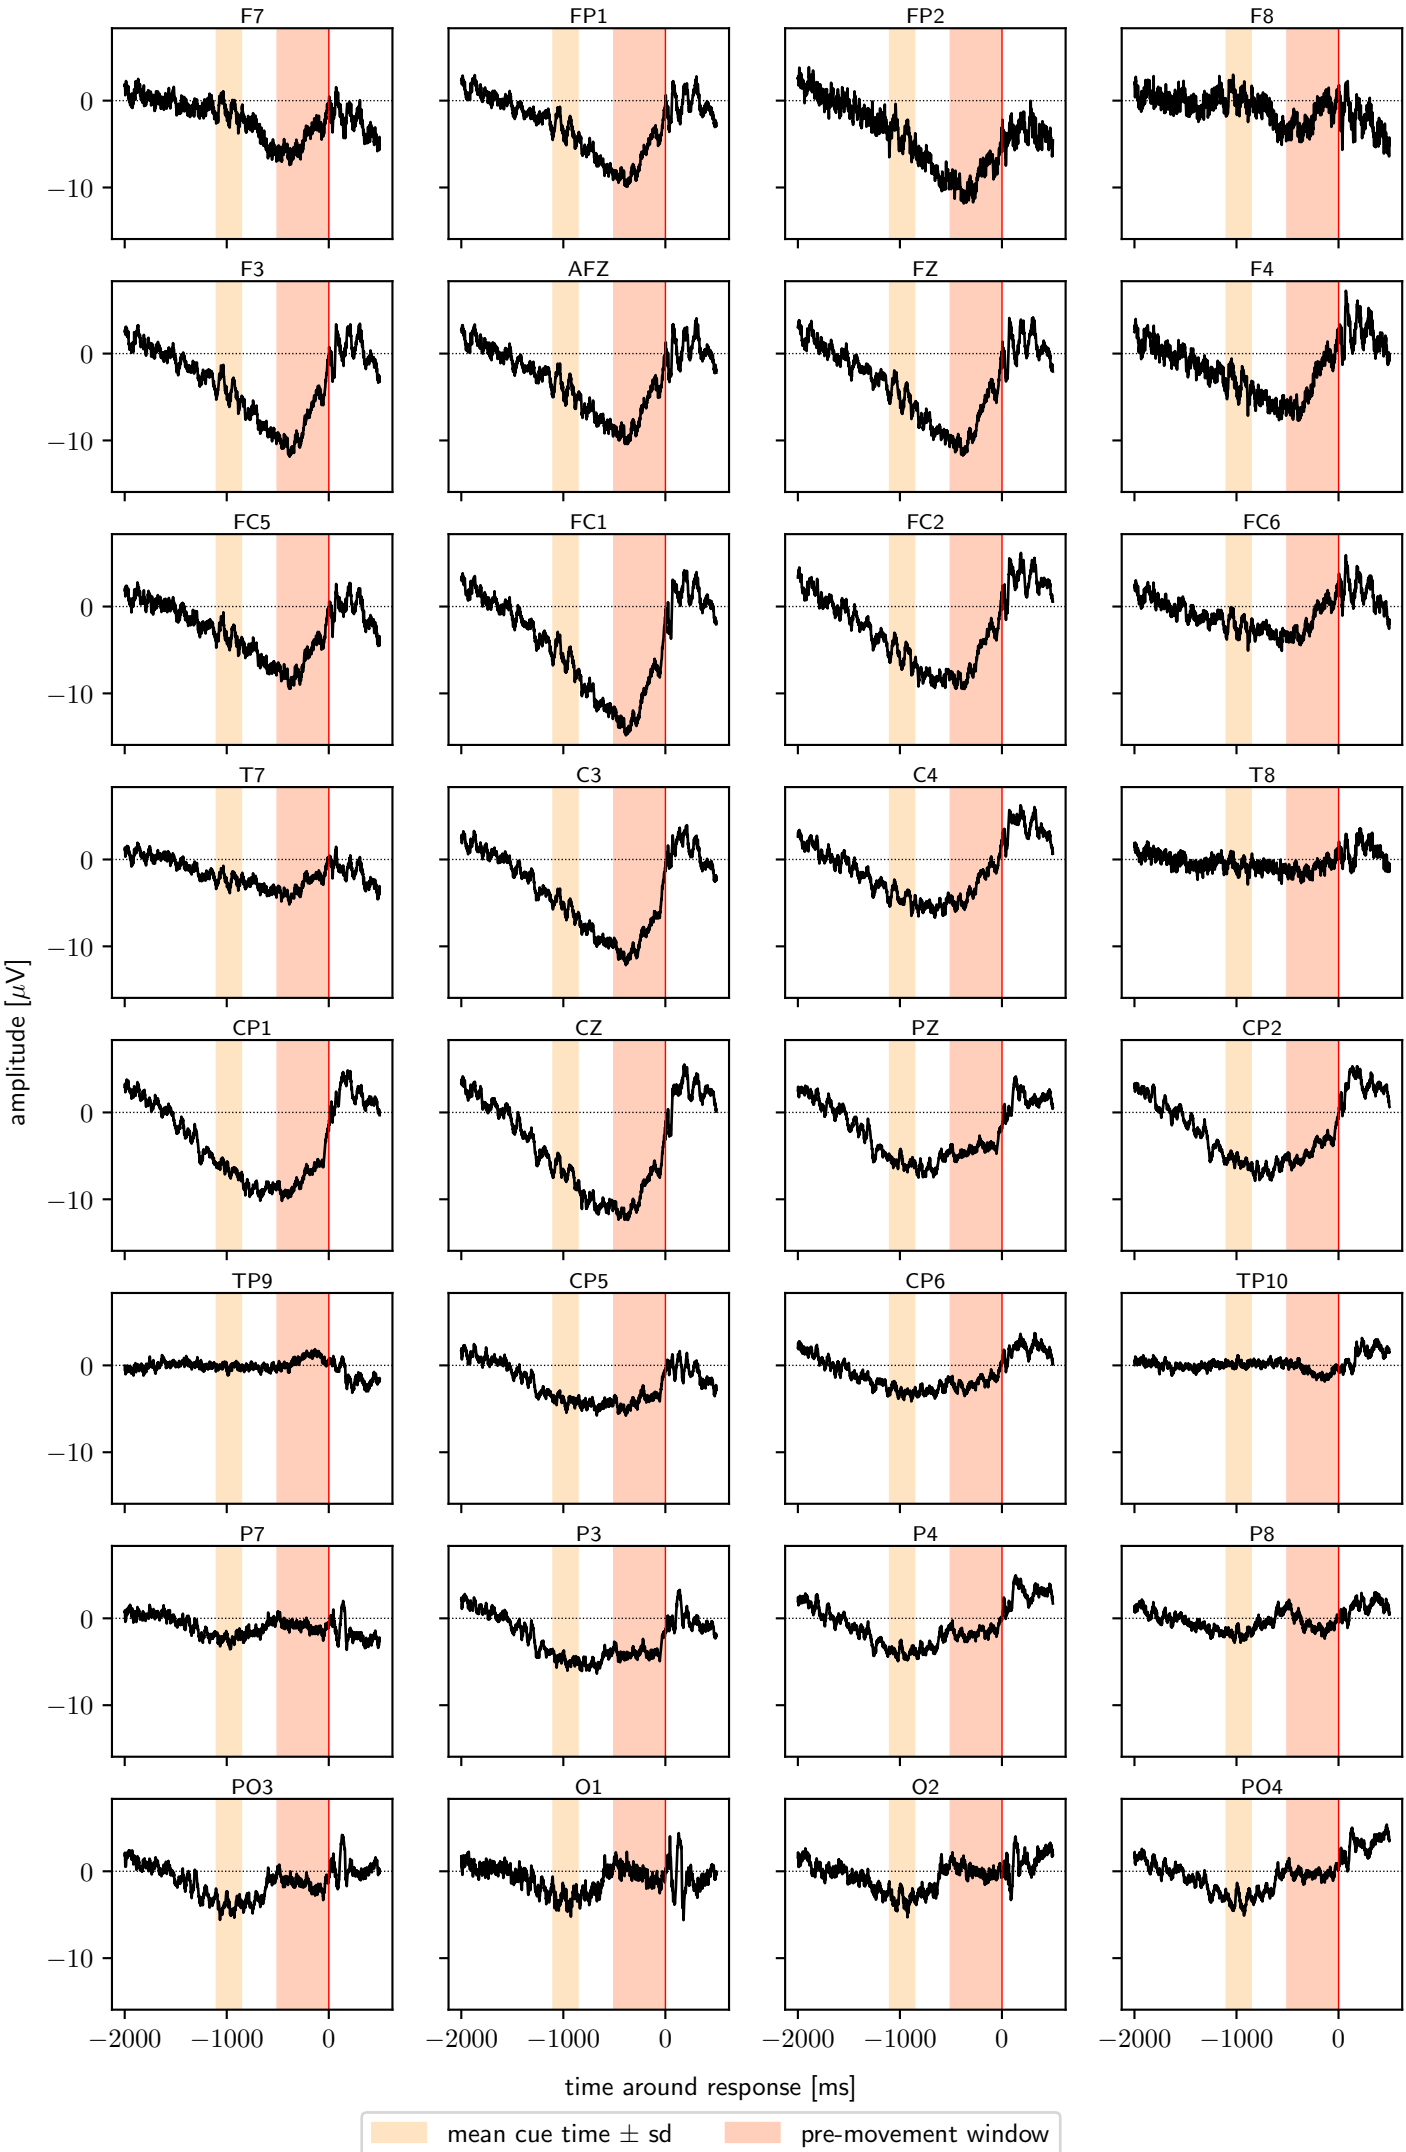 F7 FP1 FP2 F8
0
−10
F3 AFZ FZ F4
0
−10
FC5 FC1 FC2 FC6
0
−10
T7 C3 C4 T8
0
−10
amplitude [μV]
CP1 CZ PZ CP2
0
−10
TP9 CP5 CP6 TP10
0
−10
P7 P3 P4 P8
0
−10
PO3 O1 O2 PO4
0
−10
−2000 −1000 0 −2000 −1000 0 −2000 −1000 0 −2000 −1000 0
time around response [ms]
mean cue time ± sd pre-movement window